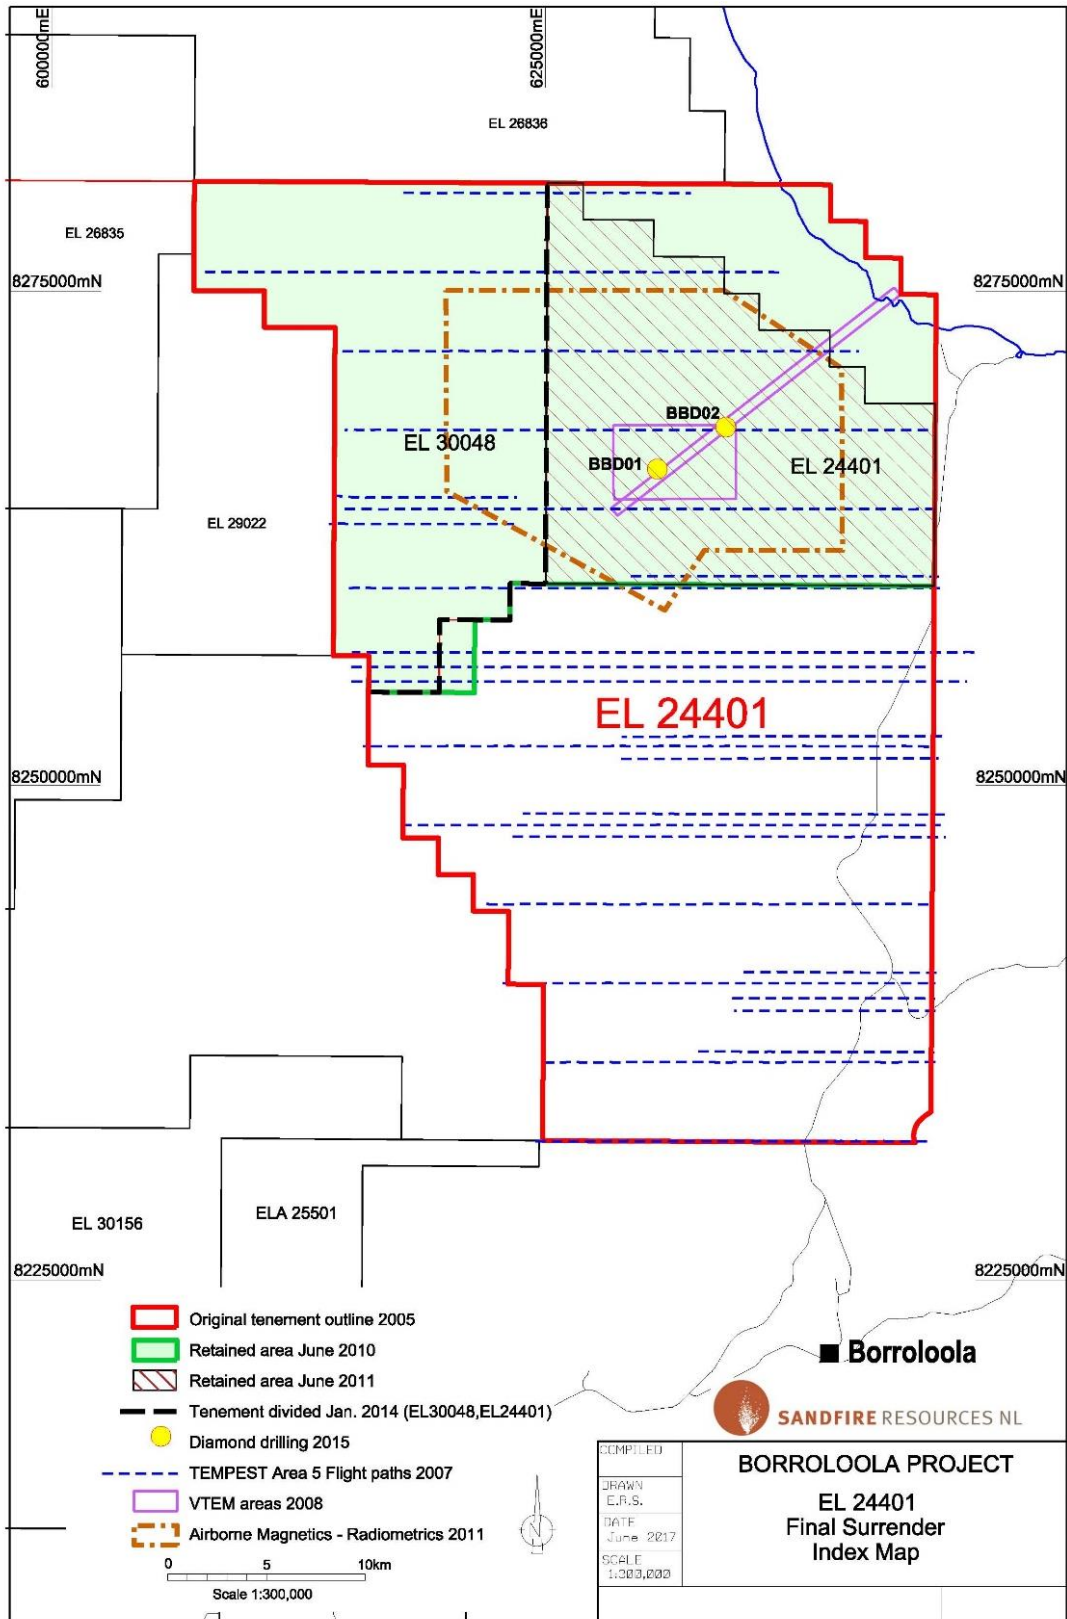 600000mE
625000mE
EL 26836
EL 26835
8275000mN
8275000mN
BBD02
EL 30048
BBD01
EL 24401
EL 29022
EL 24401
8250000mN
8250000mN
EL 30156
ELA 25501
8225000mN
8225000mN
Original tenement outline 2005
Retained area June 2010
Retained area June 2011
Tenement divided Jan. 2014 (EL30048,EL24401)
Diamond drilling 2015
TEMPEST Area 5 Flight paths 2007
VTEM areas 2008
Airborne Magnetics - Radiometrics 2011
0 5 10km
Scale 1:300,000
N
Borroloola
SANDFIRE RESOURCES NL
COMPILED
DRAWN
E.R.S.
DATE
June 2017
SCALE
1:300,000
BORROLOOLA PROJECT
EL 24401
Final Surrender
Index Map